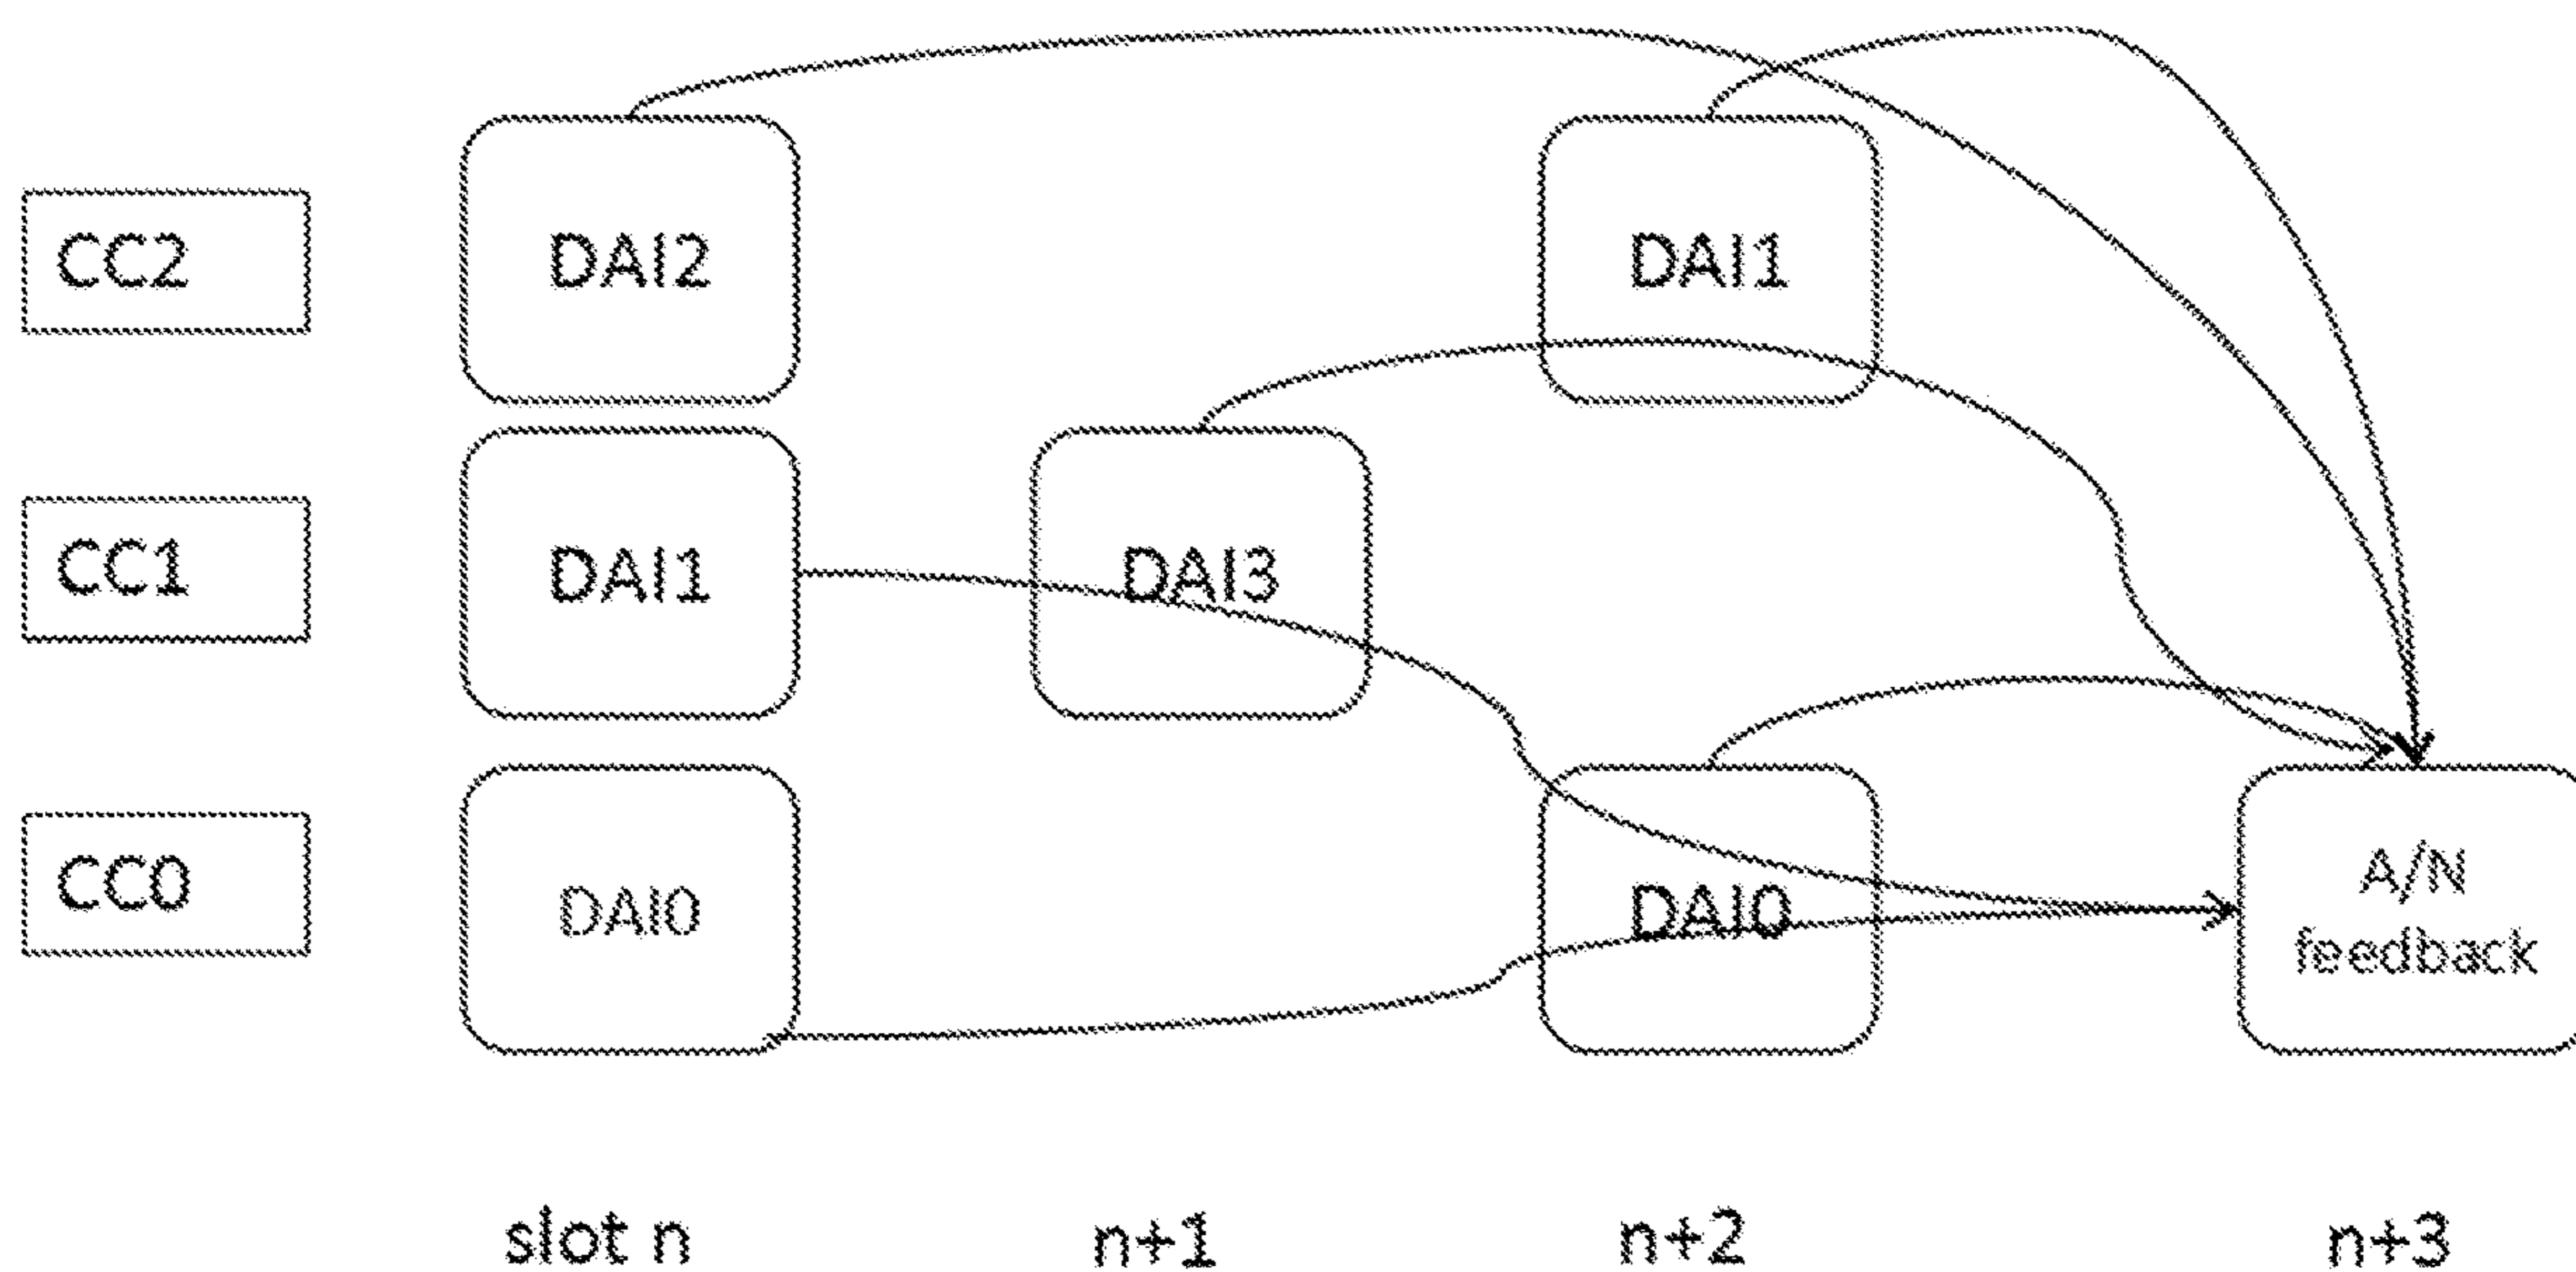 CC2
DAI2
DAI1
CC1
DAI1
DAI3
CC0
DAI0
DAI0
A/N
feedback
slot n
n+1
n+2
n+3